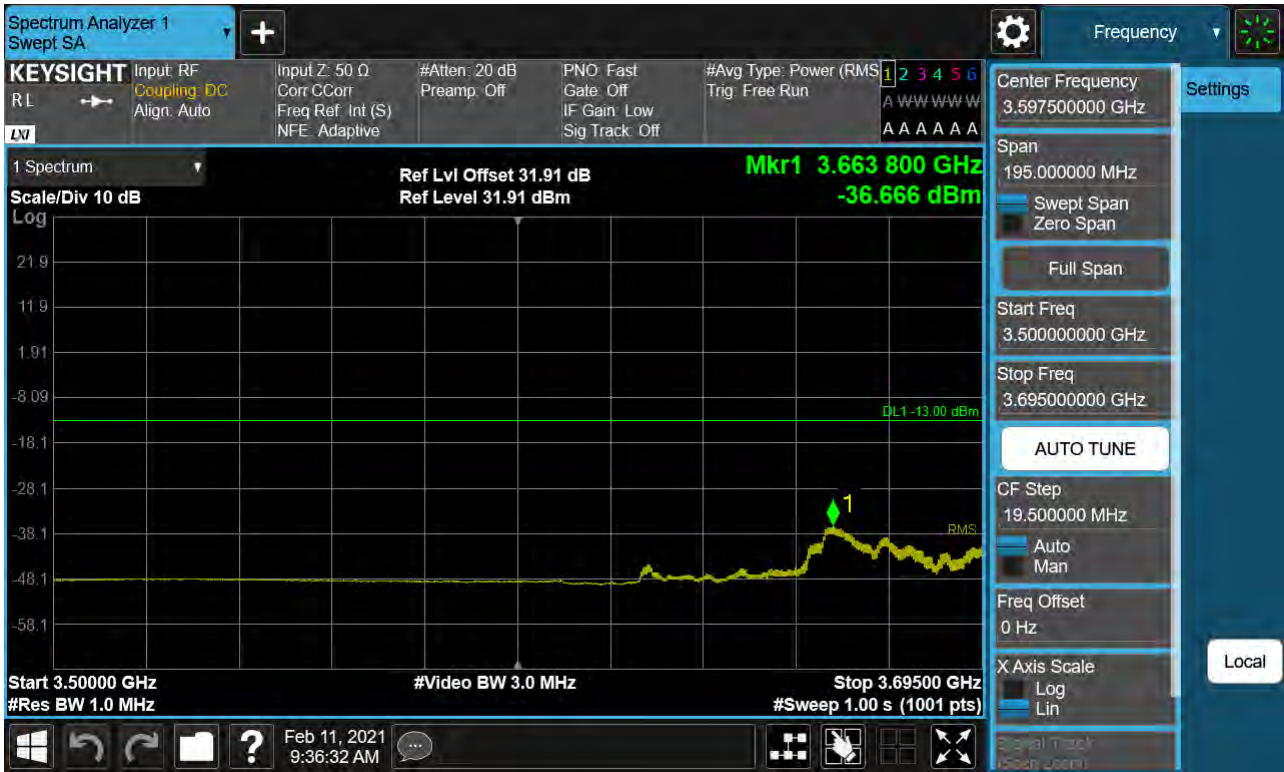 Spectrum Analyzer 1
Swept SA
+
Frequency
KEYSIGHT
RL
LXI
Input: RF
Coupling: DC
Align: Auto
Input Z: 50 Ω
Corr CCorr
Freq Ref: Int (S)
NFE: Adaptive
#Atten: 20 dB
Preamp: Off
PNO: Fast
Gate: Off
IF Gain: Low
Sig Track: Off
#Avg Type: Power (RMS
Trig: Free Run
1 2 3 4 5 6
A W W W W W
A A A A A A
1 Spectrum
Scale/Div 10 dB
Log
Ref Lvl Offset 31.91 dB
Ref Level 31.91 dBm
Mkr1 3.663 800 GHz
-36.666 dBm
21.9
11.9
1.91
-8.09
-18.1
-28.1
-38.1
-48.1
-58.1
DL1 -13.00 dBm
1
RMS
Start 3.50000 GHz
#Res BW 1.0 MHz
#Video BW 3.0 MHz
Stop 3.69500 GHz
#Sweep 1.00 s (1001 pts)
Center Frequency
3.597500000 GHz
Span
195.000000 MHz
Swept Span
Zero Span
Full Span
Start Freq
3.500000000 GHz
Stop Freq
3.695000000 GHz
AUTO TUNE
CF Step
19.500000 MHz
Auto
Man
Freq Offset
0 Hz
X Axis Scale
Log
Lin
Signal Track
(Span Zoom)
Settings
Local
?
Feb 11, 2021
9:36:32 AM